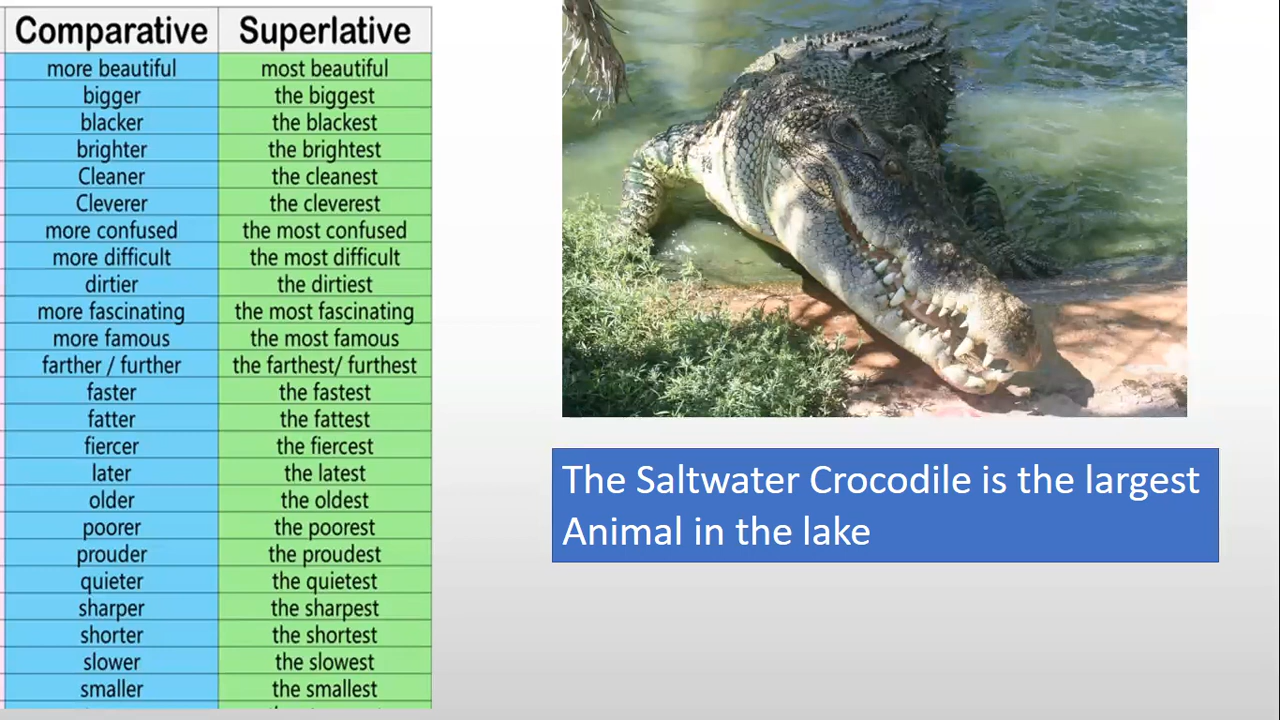 Comparative Superlative
more beautiful most beautiful
bigger the biggest
blacker the blackest
brighter the brightest
Cleaner the cleanest
Cleverer the cleverest
more confused the most confused
more difficult the most difficult
dirtier the dirtiest
more fascinating the most fascinating
more famous the most famous
farther / further the farthest/ furthest
faster the fastest
fatter the fattest
fiercer the fiercest
later the latest
older the oldest
poorer the poorest
prouder the proudest
quieter the quietest
sharper the sharpest
shorter the shortest
slower the slowest
smaller the smallest
The Saltwater Crocodile is the largest
Animal in the lake